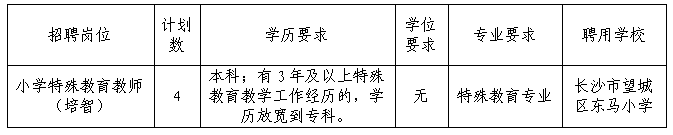 招聘岗位 计划数 学历要求 学位要求 专业要求 聘用学校
小学特殊教育教师（培智） 4 本科；有3年及以上特殊教育教学工作经历的，学历放宽到专科。 无 特殊教育专业 长沙市望城区东马小学